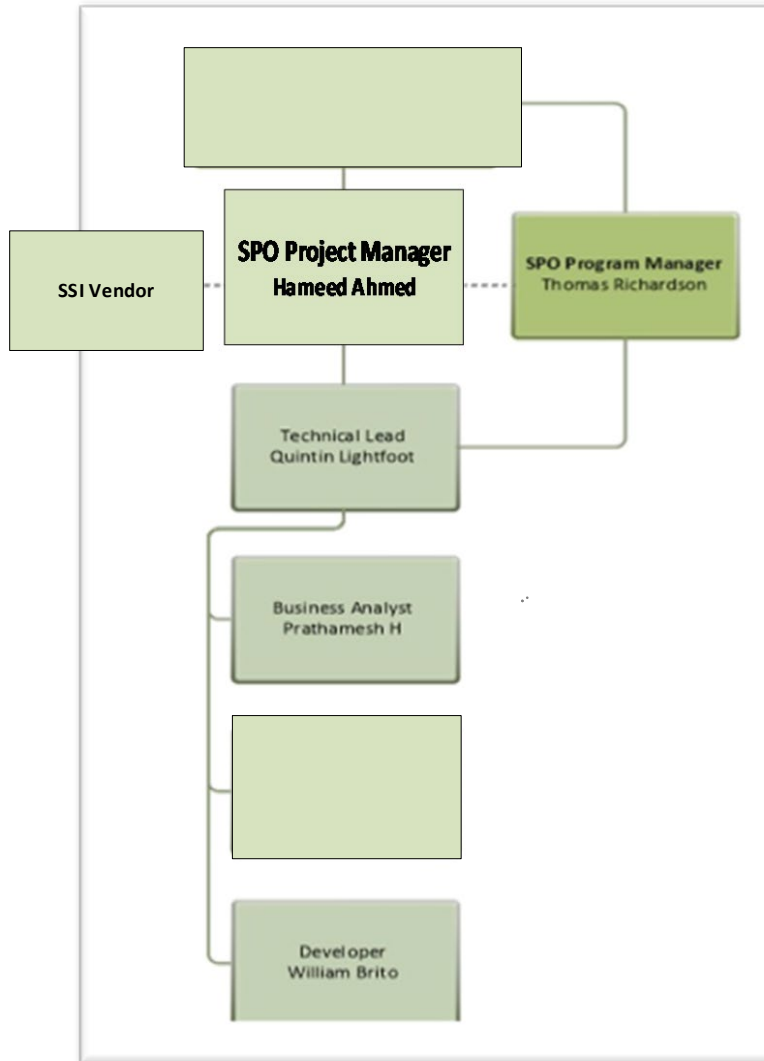 SPO Project Manager
Hameed Ahmed
SSI Vendor
SPO Program Manager
Thomas Richardson
Technical Lead
Quintin Lightfoot
Business Analyst
Prathamesh H
Developer
William Brito